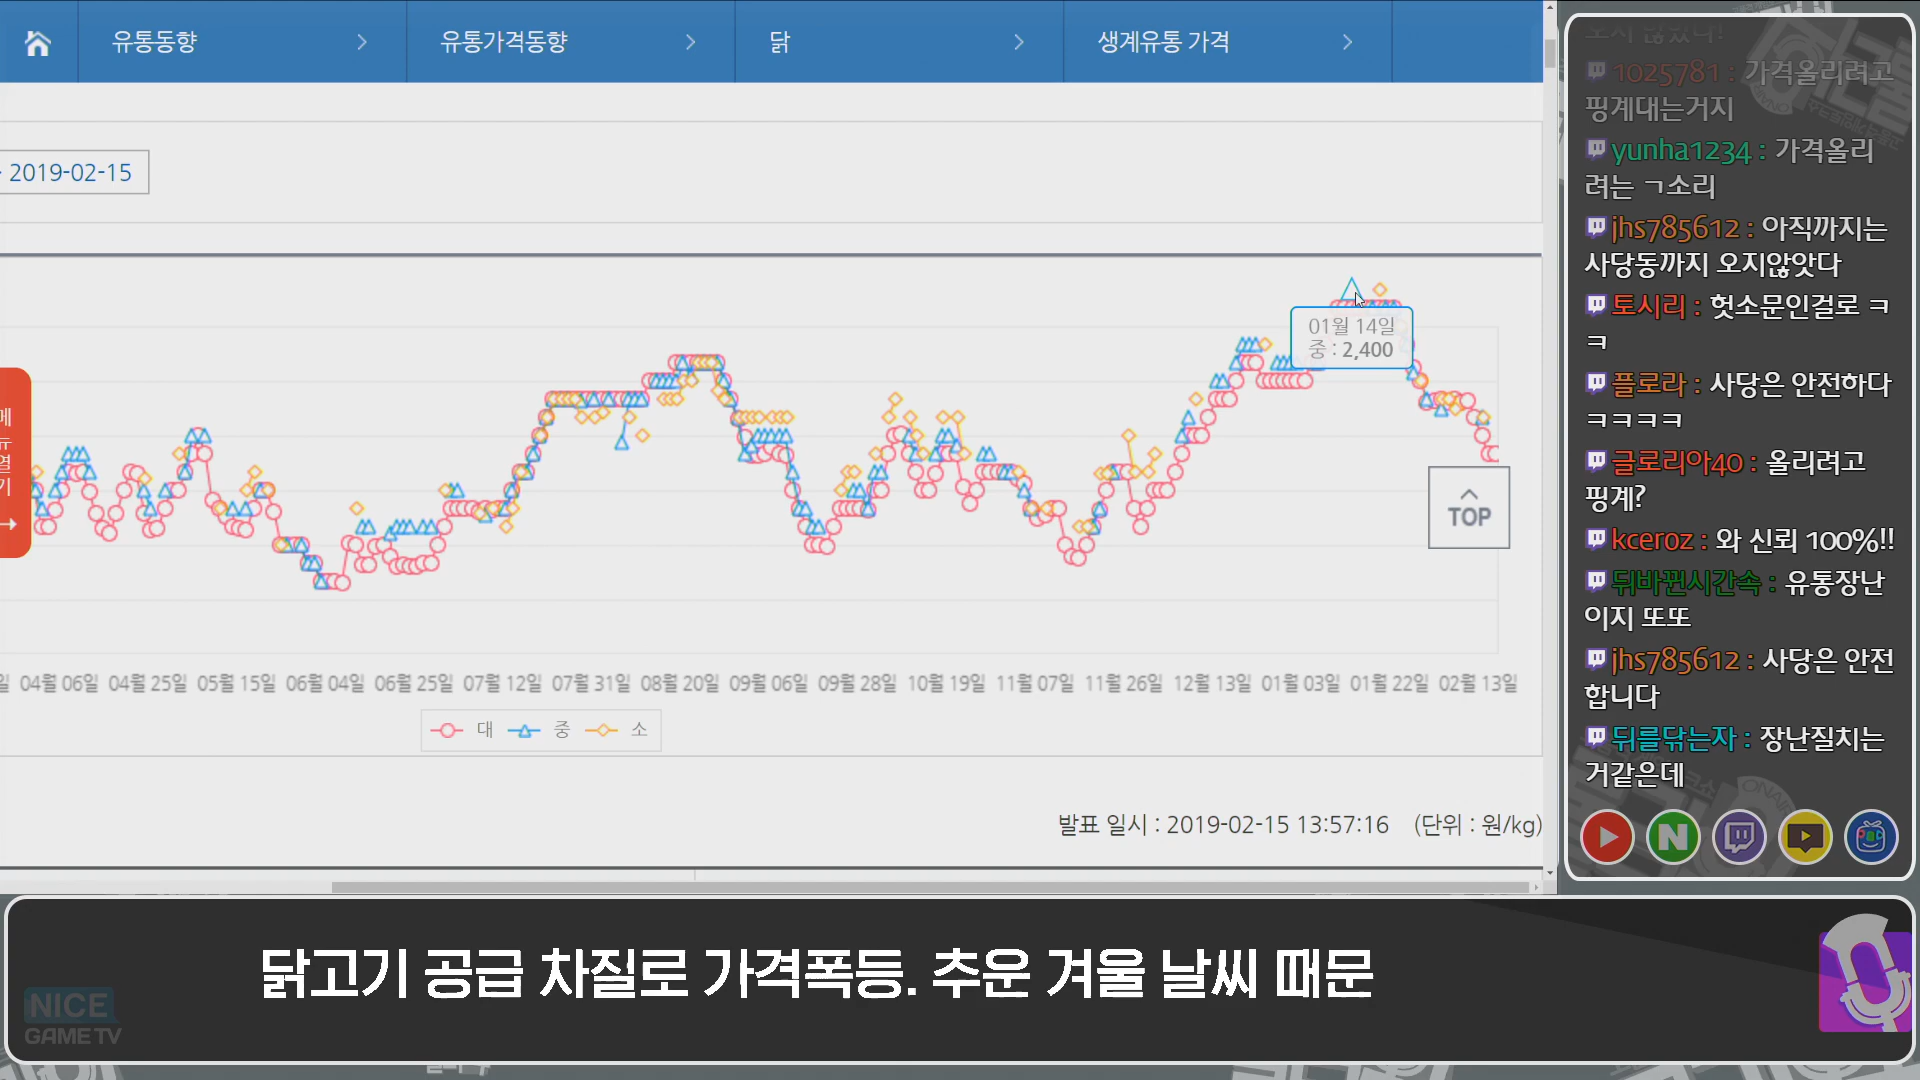 유통동향
유통가격동향
닭
생계유통 가격
2019-02-15
01월 14일
중 : 2,400
메
뉴
열
기
TOP
04월 06일 04월 25일 05월 15일 06월 04일 06월 25일 07월 12일 07월 31일 08월 20일 09월 06일 09월 28일 10월 19일 11월 07일 11월 26일 12월 13일 01월 03일 01월 22일 02월 13일
대 중 소
발표 일시 : 2019-02-15 13:57:16 (단위 : 원/kg)
오지 않았다!
1025781 : 가격올리려고
핑계대는거지
yunha1234 : 가격올리
려는 ㄱ소리
jhs785612 : 아직까지는
사당동까지 오지않앗다
토시리 : 헛소문인걸로 ㅋ
ㅋ
플로라 : 사당은 안전하다
ㅋㅋㅋㅋ
글로리아40 : 올리려고
핑계?
kceroz : 와 신뢰 100%!!
뒤바뀐시간속 : 유통장난
이지 또또
jhs785612 : 사당은 안전
합니다
뒤를닦는자 : 장난질치는
거같은데
닭고기 공급 차질로 가격폭등. 추운 겨울 날씨 때문
NICE
GAME TV